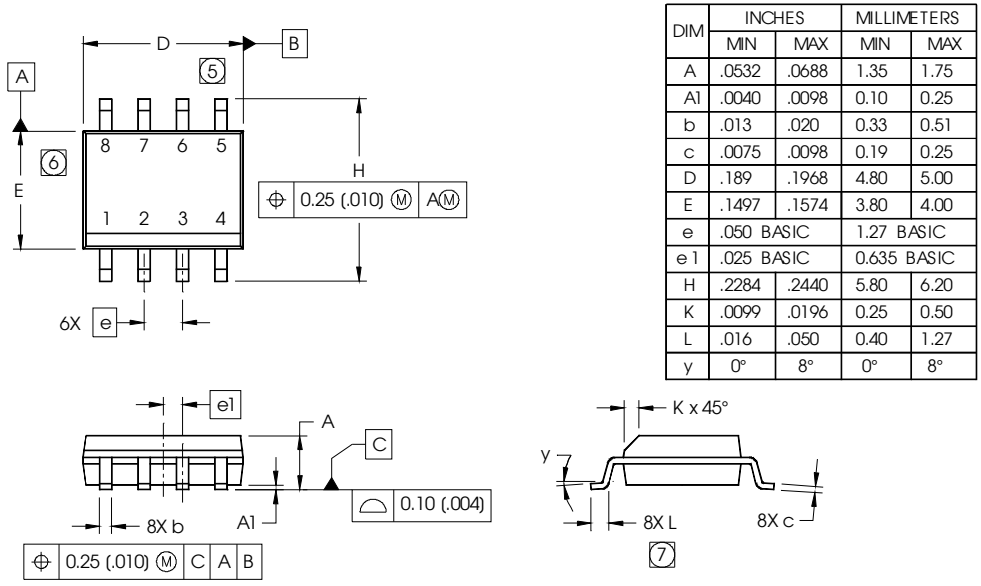 D
B
5
A
8 7 6 5
6
E
H
0.25 (.010) Ⓜ AⓂ
1 2 3 4
6X e
e1
A
C
A1
8X b
0.10 (.004)
0.25 (.010) Ⓜ C A B
DIM INCHES MILLIMETERS
MIN MAX MIN MAX
A .0532 .0688 1.35 1.75
A1 .0040 .0098 0.10 0.25
b .013 .020 0.33 0.51
c .0075 .0098 0.19 0.25
D .189 .1968 4.80 5.00
E .1497 .1574 3.80 4.00
e .050 BASIC 1.27 BASIC
e1 .025 BASIC 0.635 BASIC
H .2284 .2440 5.80 6.20
K .0099 .0196 0.25 0.50
L .016 .050 0.40 1.27
y 0° 8° 0° 8°
K x 45°
y
8X L
8X c
7